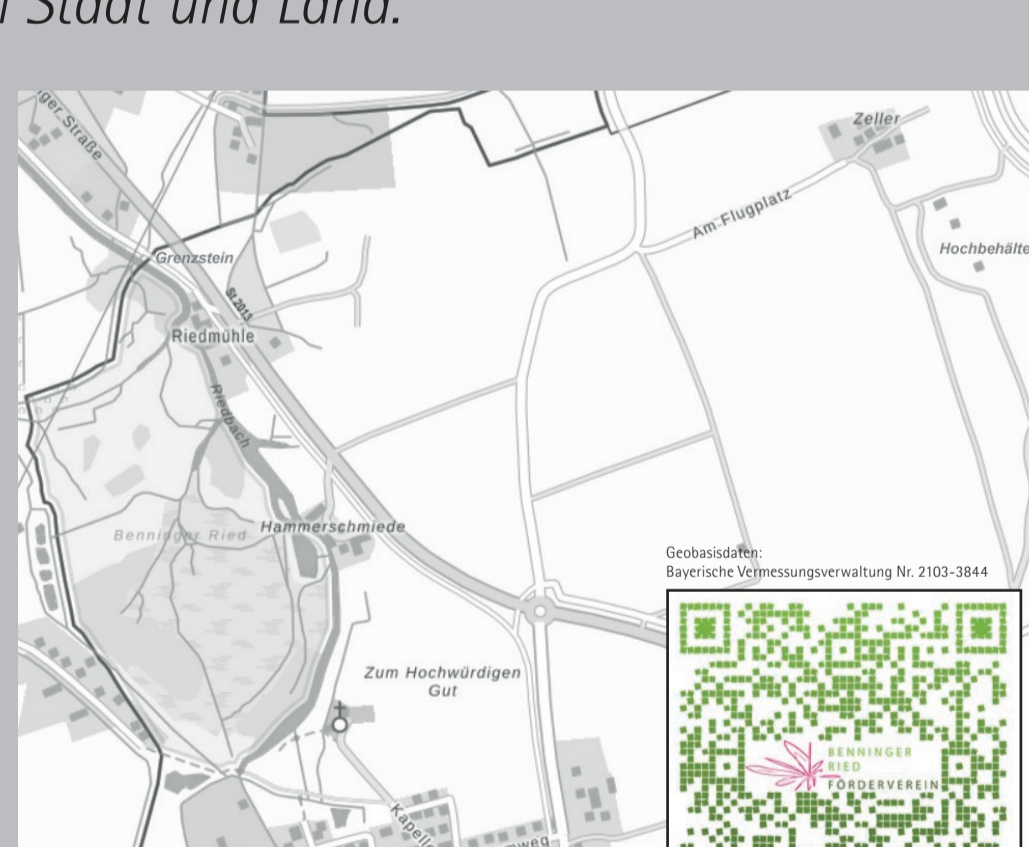 Stadt und Land.
Straße
Zeller
Am Flugplatz
Grenzstein
St 2013
Riedmühle
Riedbach
Benninger Ried
Hammerschmiede
Geobasisdaten:
Bayerische Vermessungsverwaltung Nr. 2103-3844
Zum Hochwürdigen
Gut
BENNINGER
RIED
FÖRDERVEREIN